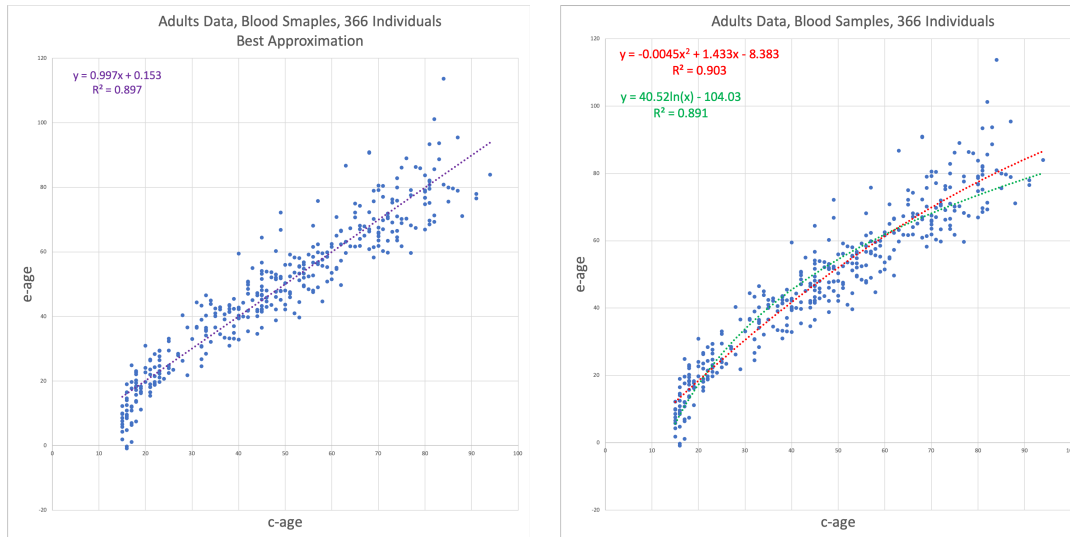 Adults Data, Blood Smaples, 366 Individuals
Best Approximation
y = 0.997x + 0.153
R² = 0.897
120
100
80
60
40
20
0
-20
0
10
20
30
40
50
60
70
80
90
100
e-age
c-age
Adults Data, Blood Samples, 366 Individuals
y = -0.0045x² + 1.433x - 8.383
R² = 0.903
y = 40.52ln(x) - 104.03
R² = 0.891
120
100
80
60
40
20
0
-20
0
10
20
30
40
50
60
70
80
90
100
e-age
c-age